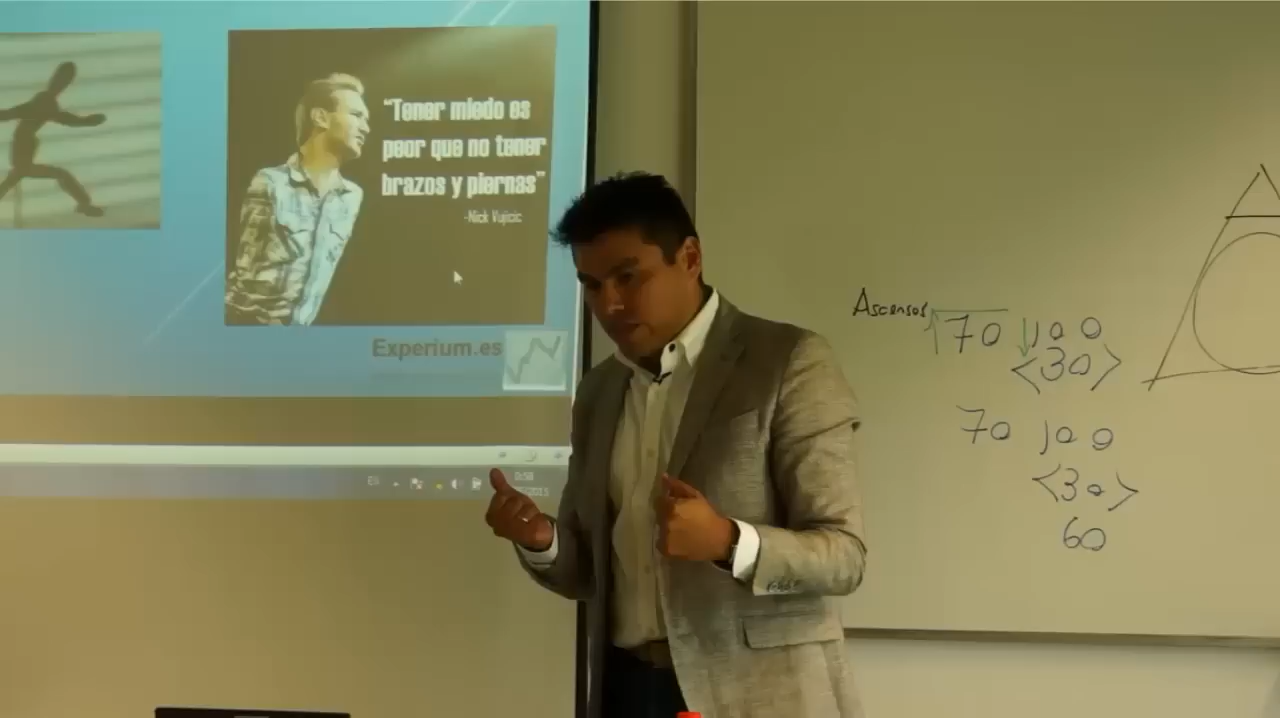 “Tener miedo es
peor que no tener
brazos y piernas”
-Nick Vujicic
Experium.es
ES
Ascensos
70 100
<30>
70 100
<30>
60